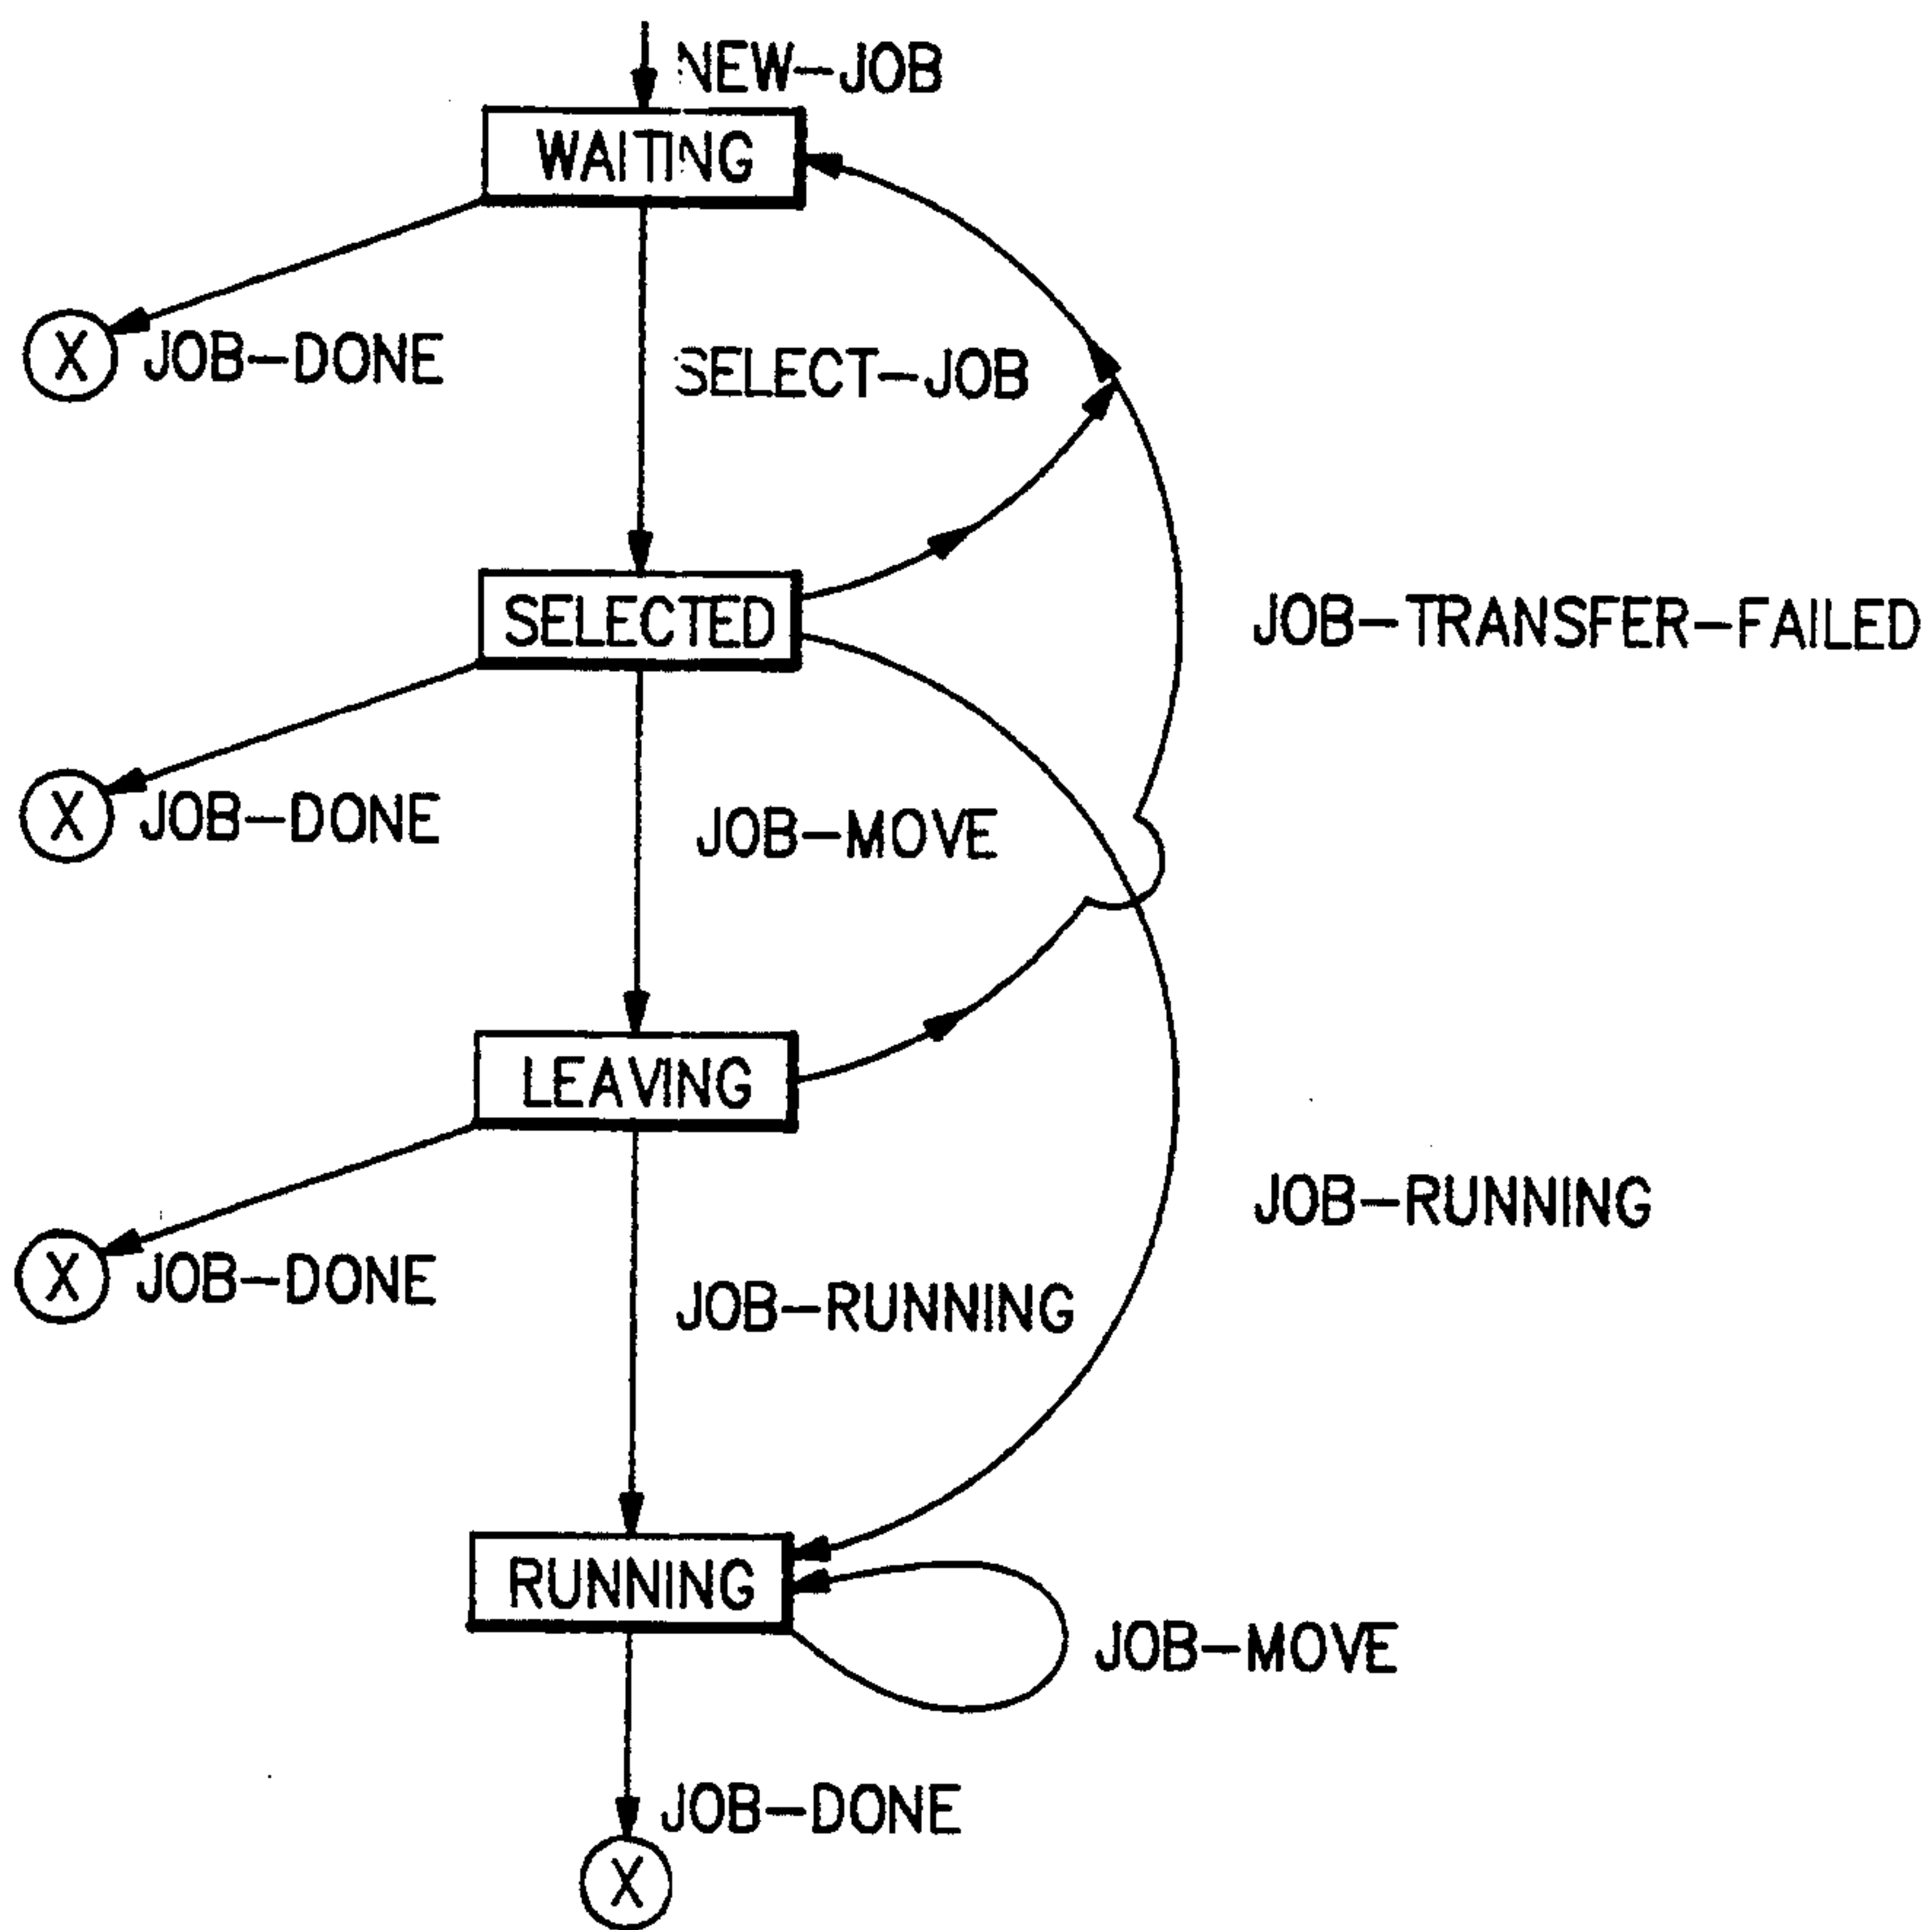 NEW-JOB
WAITING
X JOB-DONE
SELECT-JOB
SELECTED
JOB-TRANSFER-FAILED
X JOB-DONE
JOB-MOVE
LEAVING
JOB-RUNNING
X JOB-DONE
JOB-RUNNING
RUNNING
JOB-MOVE
JOB-DONE
X